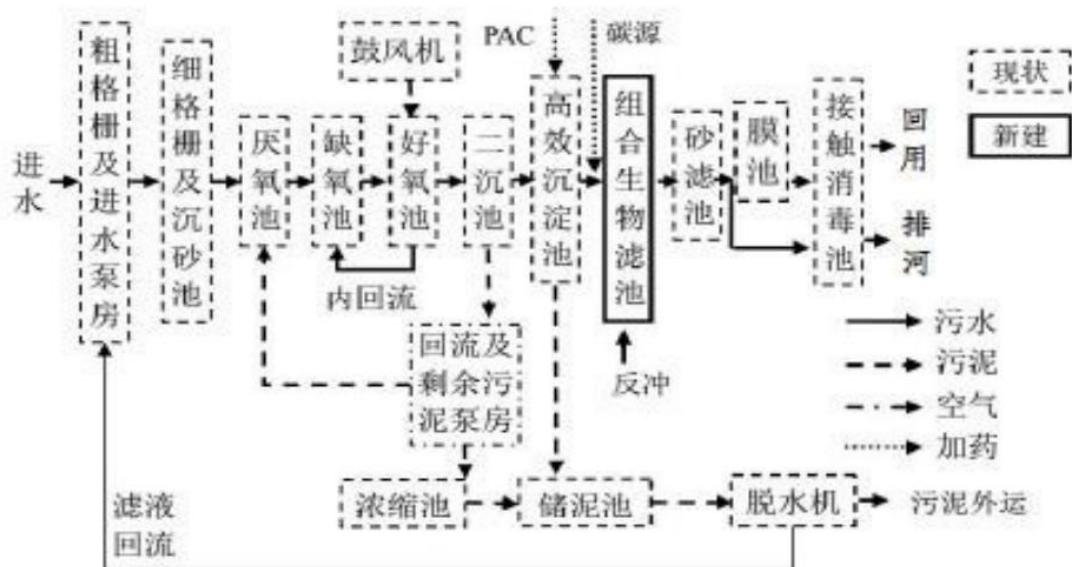 进水
粗格栅及进水泵房
细格栅及沉砂池
厌氧池
缺氧池
鼓风机
好氧池
内回流
二沉池
PAC
高效沉淀池
碳源
组合生物滤池
反冲
砂滤池
膜池
接触消毒池
回用
排河
现状
新建
污水
污泥
空气
加药
回流及
剩余污
泥泵房
浓缩池
储泥池
脱水机
污泥外运
滤液
回流